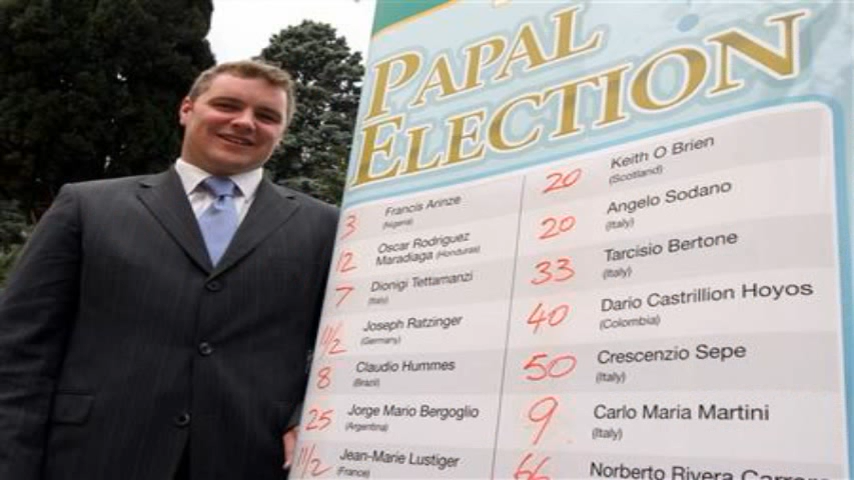 PAPAL
ELECTION
3 Francis Arinze
(Nigeria)
12 Oscar Rodriguez
Maradiaga (Honduras)
7 Dionigi Tettamanzi
(Italy)
11/2 Joseph Ratzinger
(Germany)
8 Claudio Hummes
(Brazil)
25 Jorge Mario Bergoglio
(Argentina)
11/2 Jean-Marie Lustiger
(France)
20 Keith O Brien
(Scotland)
20 Angelo Sodano
(Italy)
33 Tarcisio Bertone
(Italy)
40 Dario Castrillion Hoyos
(Colombia)
50 Crescenzio Sepe
(Italy)
9 Carlo Maria Martini
(Italy)
66 Norberto Rivera Carrera